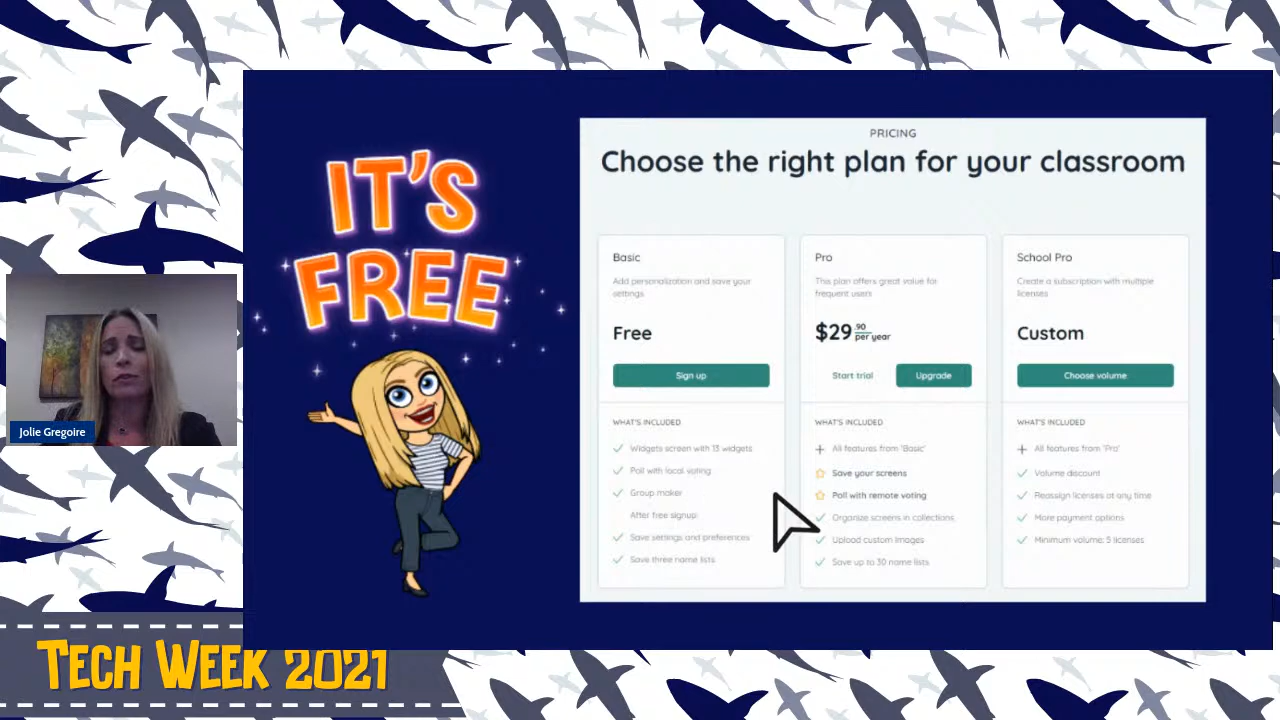 IT'S
FREE
PRICING
Choose the right plan for your classroom
Basic
Add personalization and save your
settings
Free
Sign up
WHAT'S INCLUDED
Widgets screen with 13 widgets
Poll with local voting
Group maker
After free signup:
Save settings and preferences
Save three name lists
Pro
This plan offers great value for
frequent users
$29.90
per year
Start trial
Upgrade
WHAT'S INCLUDED
All features from 'Basic'
Save your screens
Poll with remote voting
Organize screens in collections
Upload custom images
Save up to 30 name lists
School Pro
Create a subscription with multiple
licenses
Custom
Choose volume
WHAT'S INCLUDED
All features from 'Pro'
Volume discount
Reassign licenses at any time
More payment options
Minimum volume: 5 licenses
Jolie Gregoire
TECH WEEK 2021